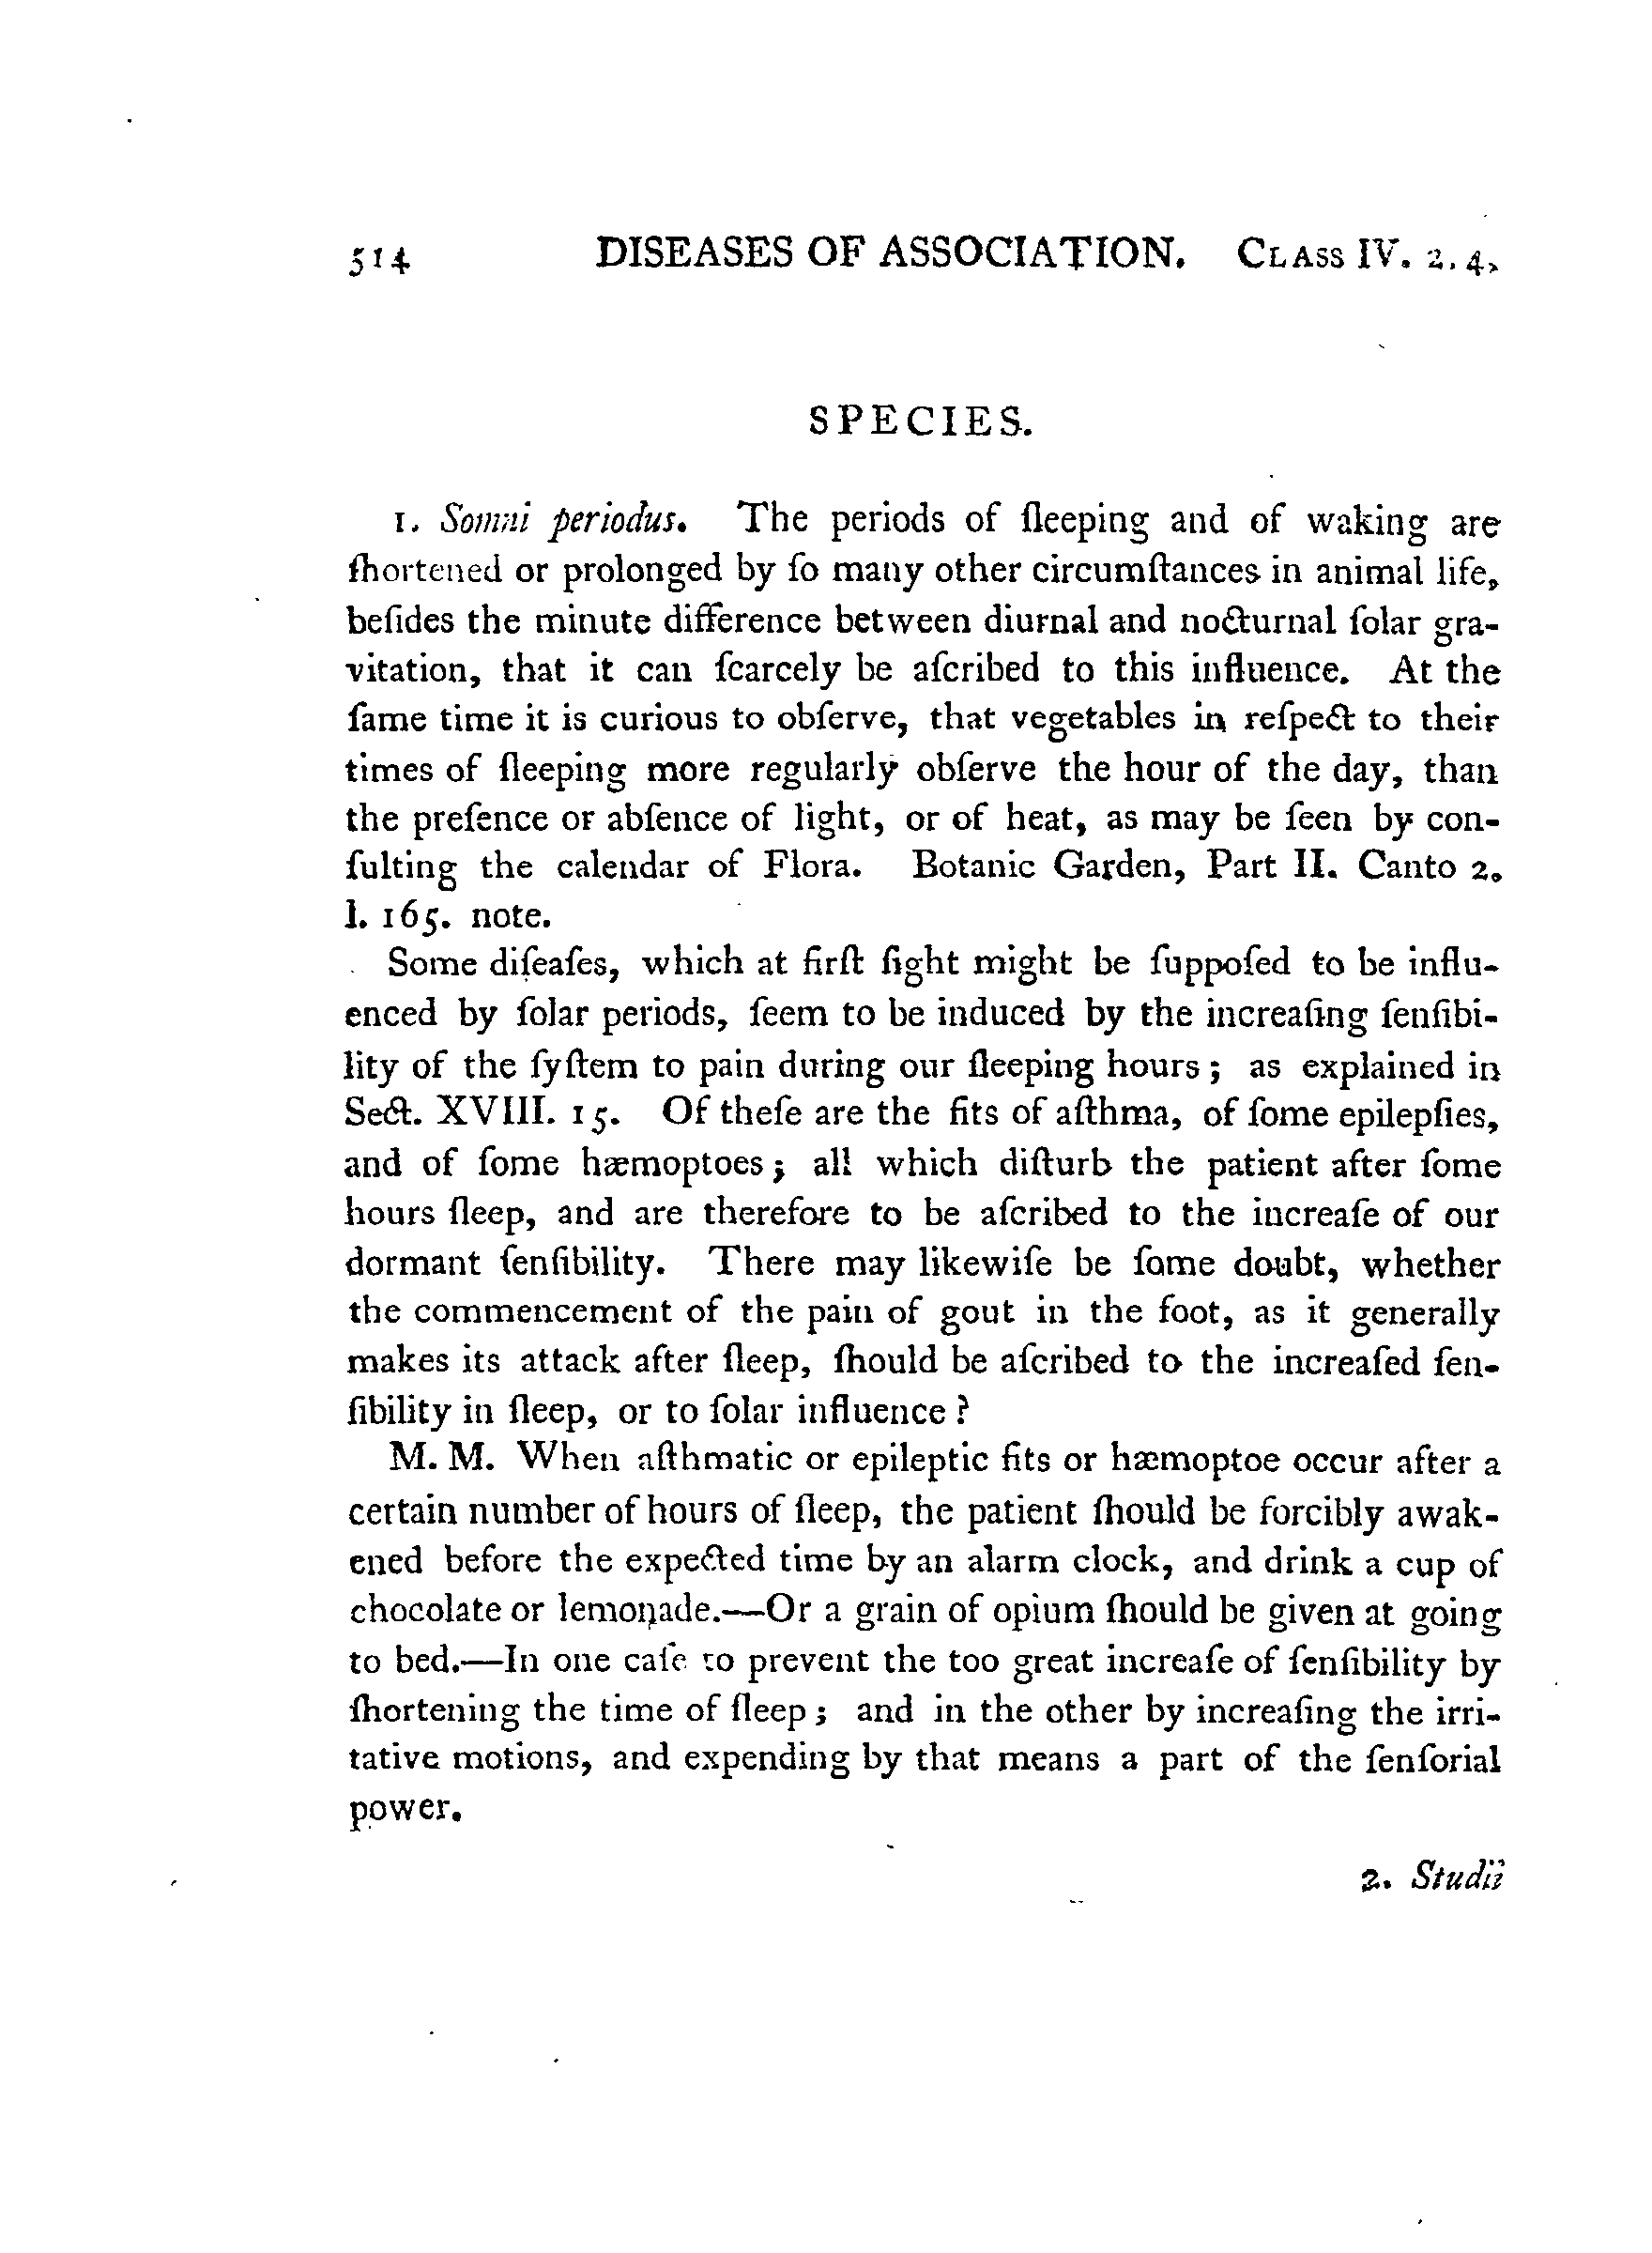 514 DISEASES OF ASSOCIATION. CLASS IV. 2. 4.
SPECIES.
1. Somni periodus. The periods of ſleeping and of waking are
ſhortened or prolonged by ſo many other circumſtances in animal life,
beſides the minute difference between diurnal and nocturnal ſolar gra-
vitation, that it can ſcarcely be aſcribed to this influence. At the
ſame time it is curious to obſerve, that vegetables in reſpect to their
times of ſleeping more regularly obſerve the hour of the day, than
the preſence or abſence of light, or of heat, as may be ſeen by con-
ſulting the calendar of Flora. Botanic Garden, Part II. Canto 2.
l. 165. note.
Some diſeaſes, which at firſt ſight might be ſuppoſed to be influ-
enced by ſolar periods, ſeem to be induced by the increaſing ſenſibi-
lity of the ſyſtem to pain during our ſleeping hours; as explained in
Sect. XVIII. 15. Of theſe are the fits of aſthma, of ſome epilepſies,
and of ſome hæmoptoes; all which diſturb the patient after ſome
hours ſleep, and are therefore to be aſcribed to the increaſe of our
dormant ſenſibility. There may likewiſe be ſome doubt, whether
the commencement of the pain of gout in the foot, as it generally
makes its attack after ſleep, ſhould be aſcribed to the increaſed ſen-
ſibility in ſleep, or to ſolar influence?
M. M. When aſthmatic or epileptic fits or hæmoptoe occur after a
certain number of hours of ſleep, the patient ſhould be forcibly awak-
ened before the expected time by an alarm clock, and drink a cup of
chocolate or lemonade.—Or a grain of opium ſhould be given at going
to bed.—In one caſe to prevent the too great increaſe of ſenſibility by
ſhortening the time of ſleep; and in the other by increaſing the irri-
tative motions, and expending by that means a part of the ſenſorial
power.
2. Studii